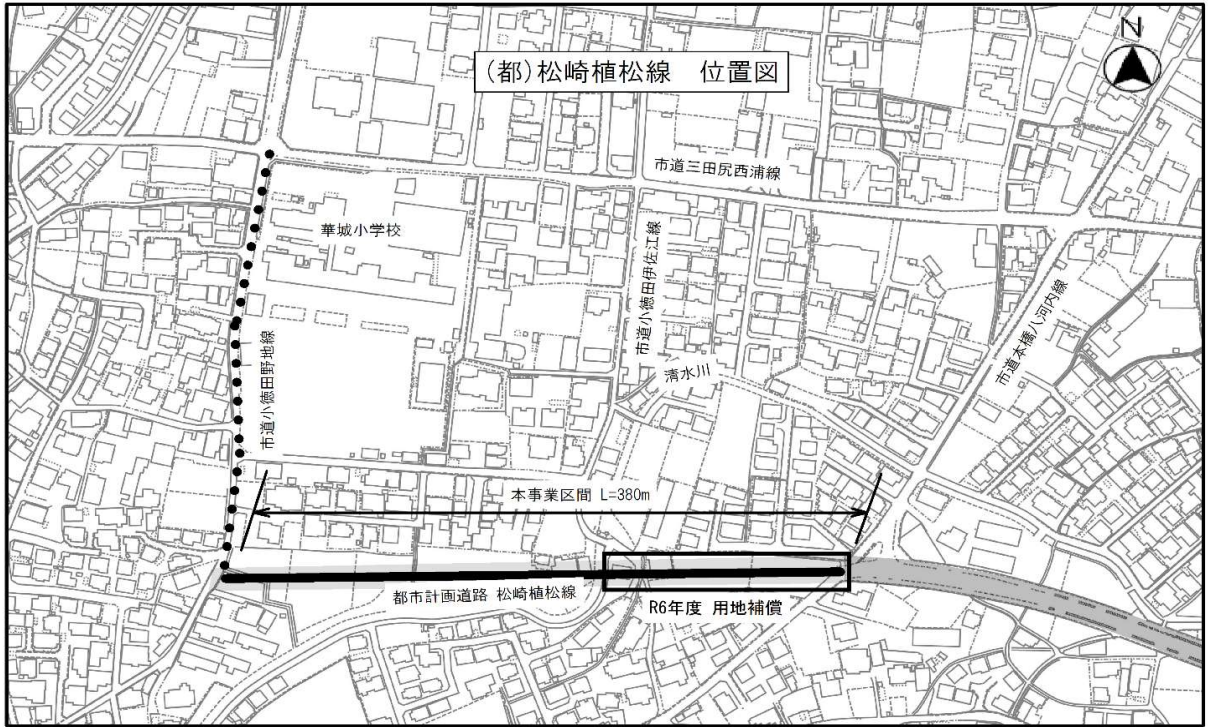 (都)松崎植松線　位置図
N
市道三田尻西浦線
華城小学校
市道小徳田伊佐江線
市道本橋八河内線
市道小徳田野地線
清水川
本事業区間 L=380m
都市計画道路 松崎植松線
R6年度 用地補償